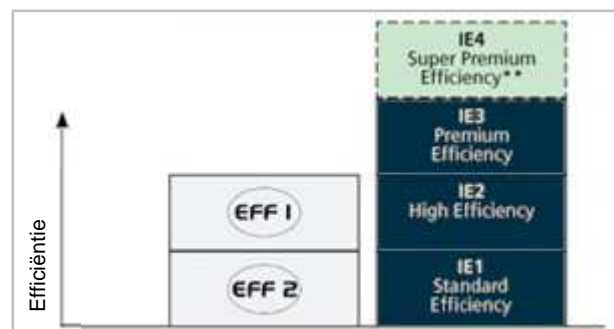 IE4
Super Premium
Efficiency**
IE3
Premium
Efficiency
EFF 1
IE2
High Efficiency
EFF 2
IE1
Standard
Efficiency
Efficiëntie